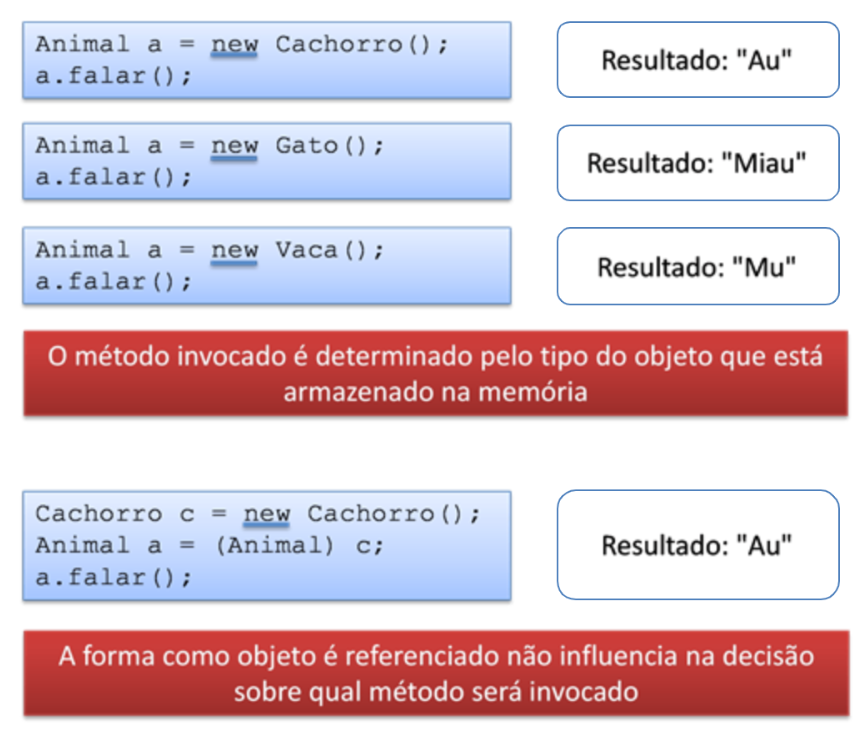 Animal a = new Cachorro();
a.falar();
Resultado: "Au"
Animal a = new Gato();
a.falar();
Resultado: "Miau"
Animal a = new Vaca();
a.falar();
Resultado: "Mu"
O método invocado é determinado pelo tipo do objeto que está
armazenado na memória
Cachorro c = new Cachorro();
Animal a = (Animal) c;
a.falar();
Resultado: "Au"
A forma como objeto é referenciado não influencia na decisão
sobre qual método será invocado